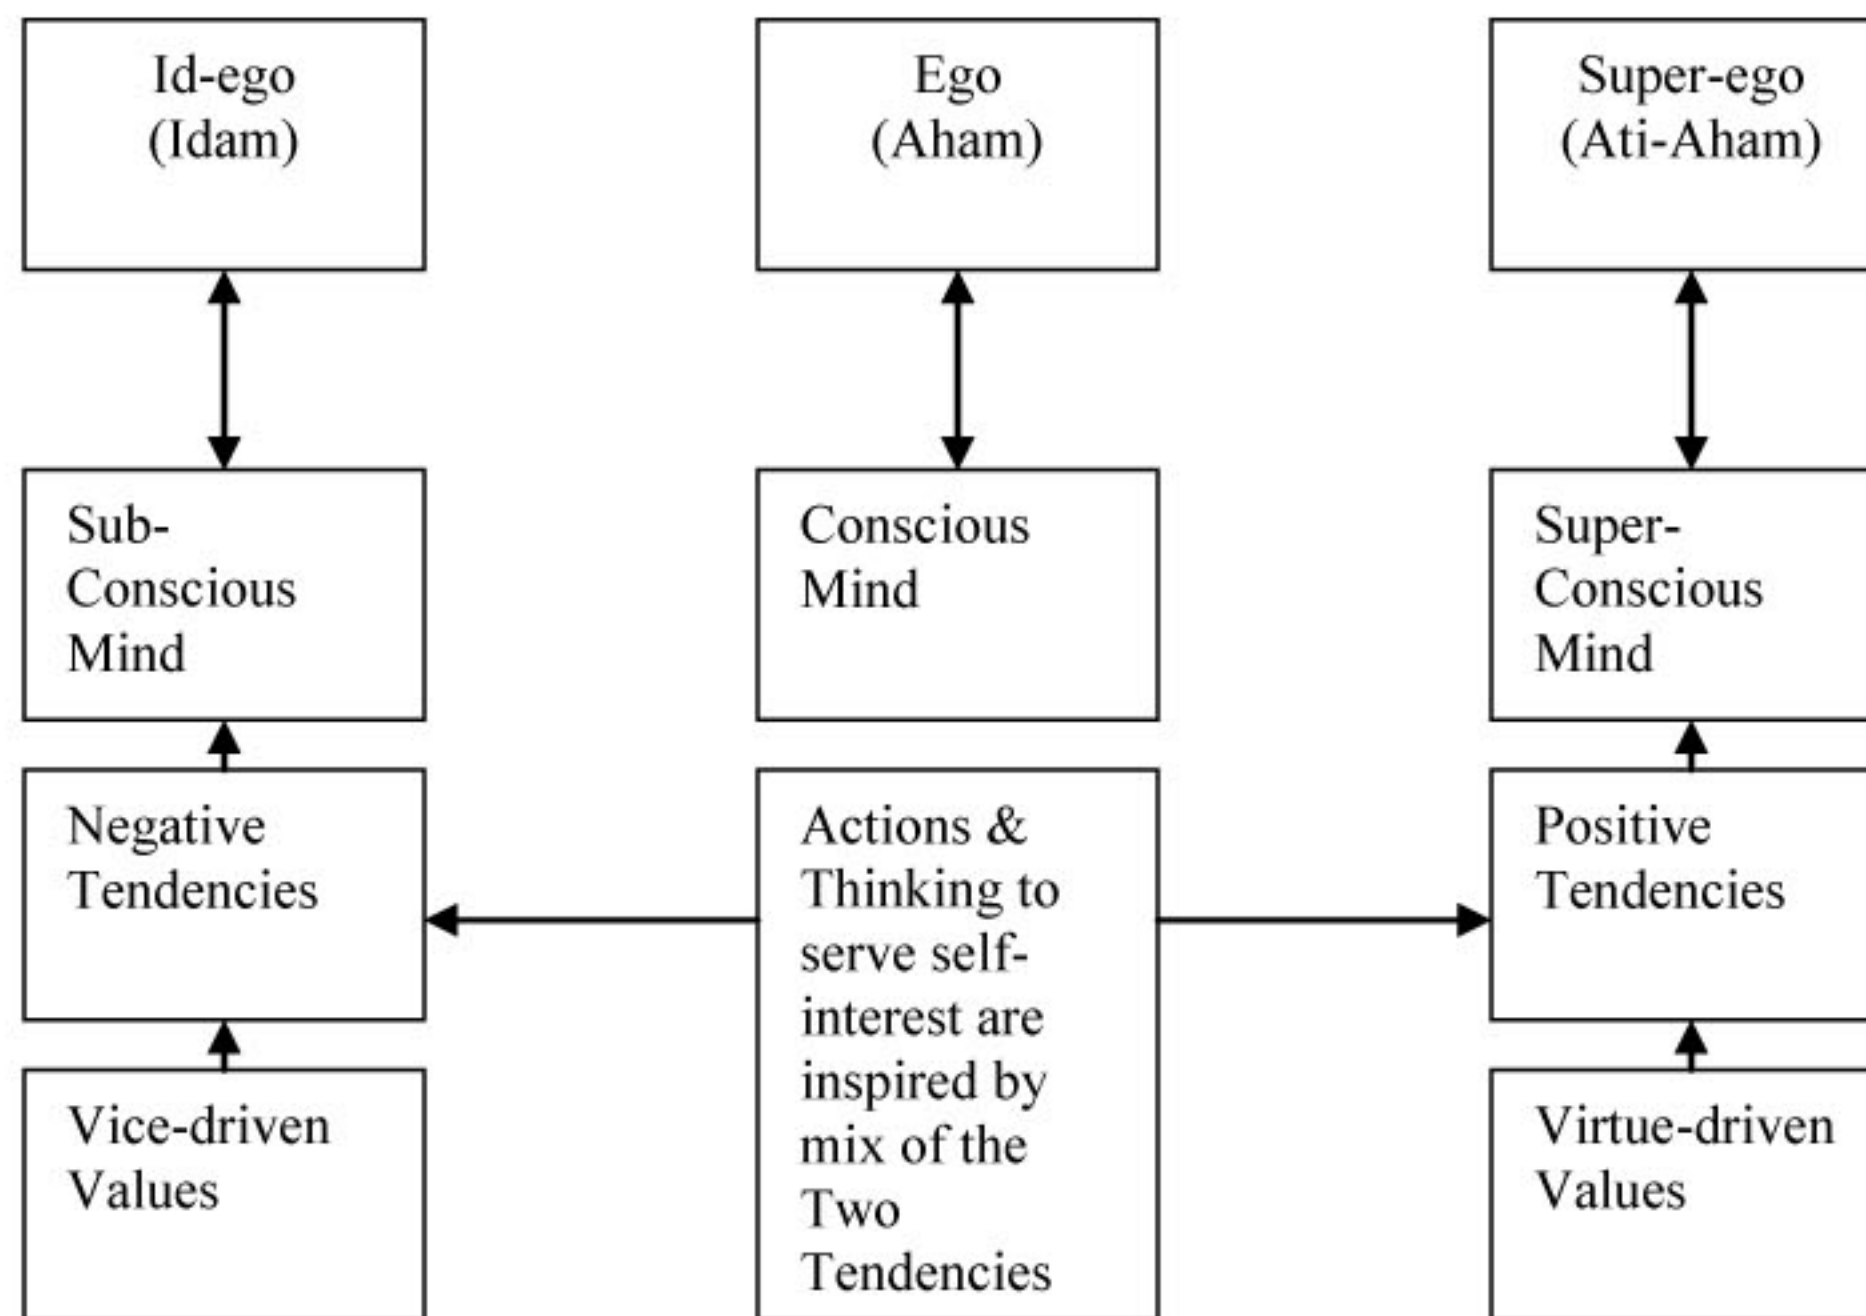 Id-ego
(Idam)
Ego
(Aham)
Super-ego
(Ati-Aham)
Sub-
Conscious
Mind
Conscious
Mind
Super-
Conscious
Mind
Negative
Tendencies
Actions &
Thinking to
serve self-
interest are
inspired by
mix of the
Two
Tendencies
Positive
Tendencies
Vice-driven
Values
Virtue-driven
Values